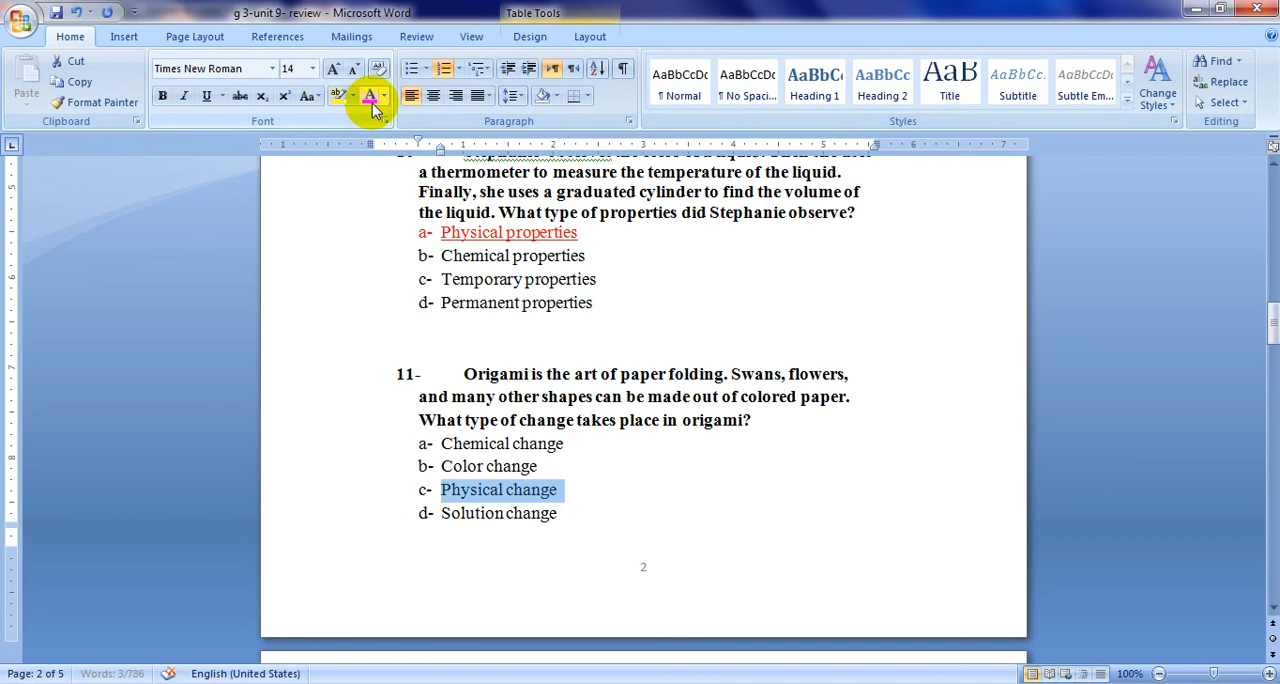 g 3-unit 9- review - Microsoft Word
Table Tools
Home Insert Page Layout References Mailings Review View Design Layout
Paste
Cut
Copy
Format Painter
Clipboard
Times New Roman 14
Font
Paragraph
AaBbCcDc AaBbCcDc AaBbC AaBbCc AaBbC AaBbCc. AaBbCcDc
¶ Normal ¶ No Spaci... Heading 1 Heading 2 Title Subtitle Subtle Em...
Change
Styles
Styles
Find
Replace
Select
Editing
a thermometer to measure the temperature of the liquid.
Finally, she uses a graduated cylinder to find the volume of
the liquid. What type of properties did Stephanie observe?
a- Physical properties
b- Chemical properties
c- Temporary properties
d- Permanent properties
11- Origami is the art of paper folding. Swans, flowers,
and many other shapes can be made out of colored paper.
What type of change takes place in origami?
a- Chemical change
b- Color change
c- Physical change
d- Solution change
2
Page: 2 of 5 Words: 3/786 English (United States) 100%